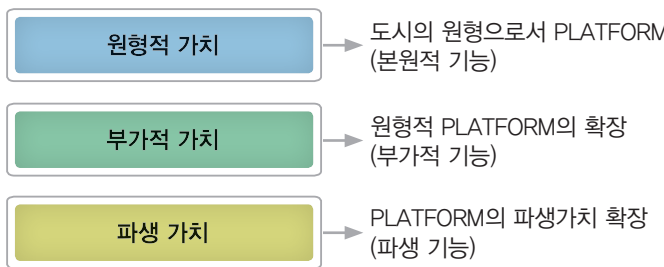 원형적 가치
도시의 원형으로서 PLATFORM
(본원적 기능)
부가적 가치
원형적 PLATFORM의 확장
(부가적 기능)
파생 가치
PLATFORM의 파생가치 확장
(파생 기능)